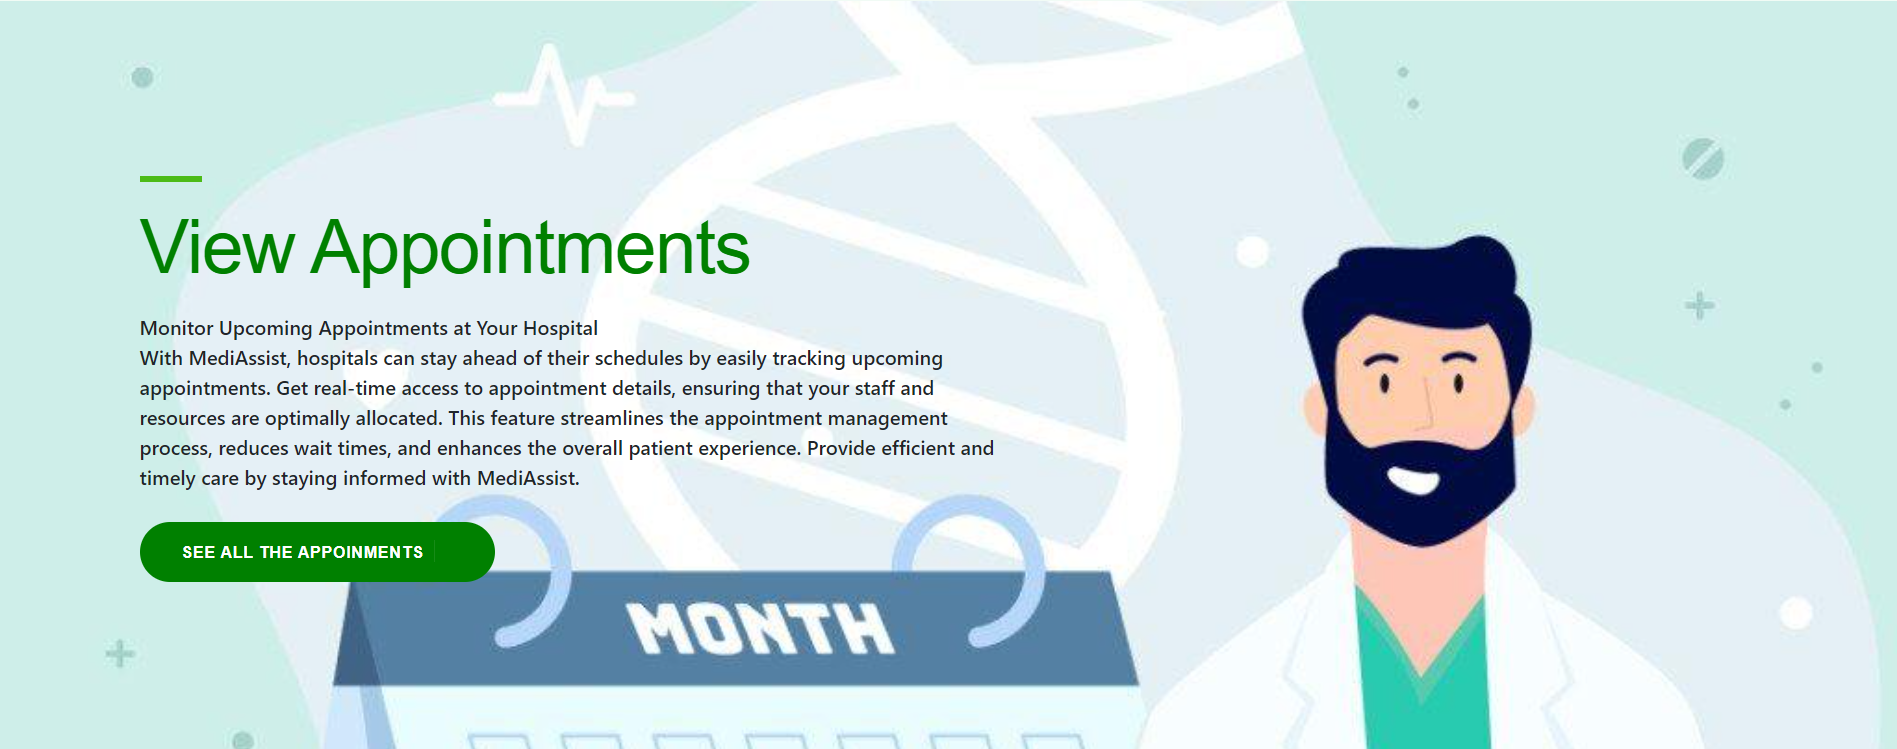 View Appointments
Monitor Upcoming Appointments at Your Hospital
With MediAssist, hospitals can stay ahead of their schedules by easily tracking upcoming
appointments. Get real-time access to appointment details, ensuring that your staff and
resources are optimally allocated. This feature streamlines the appointment management
process, reduces wait times, and enhances the overall patient experience. Provide efficient and
timely care by staying informed with MediAssist.
SEE ALL THE APPOINMENTS
MONTH